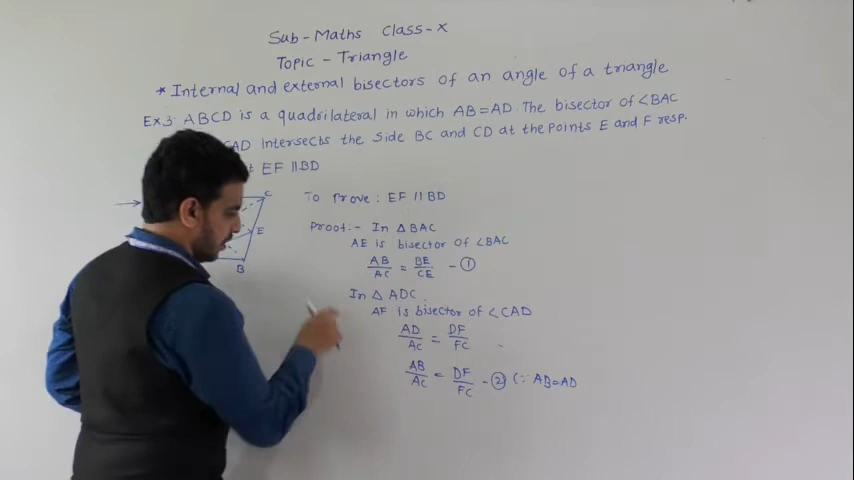 Sub-Maths Class-X
Topic - Triangle
* Internal and external bisectors of an angle of a triangle
Ex 3: ABCD is a quadrilateral in which AB=AD The bisector of ∠BAC
CAD Intersects the Side BC and CD at the Points E and F resp.
EF ||BD
C
E
B
To Prove: EF ||BD
Proof:- In △BAC
AE is bisector of ∠BAC
AB/AC = BE/CE - ①
In △ ADC
AF is bisector of ∠CAD
AD/AC = DF/FC
AB/AC = DF/FC - ② (∵ AB=AD